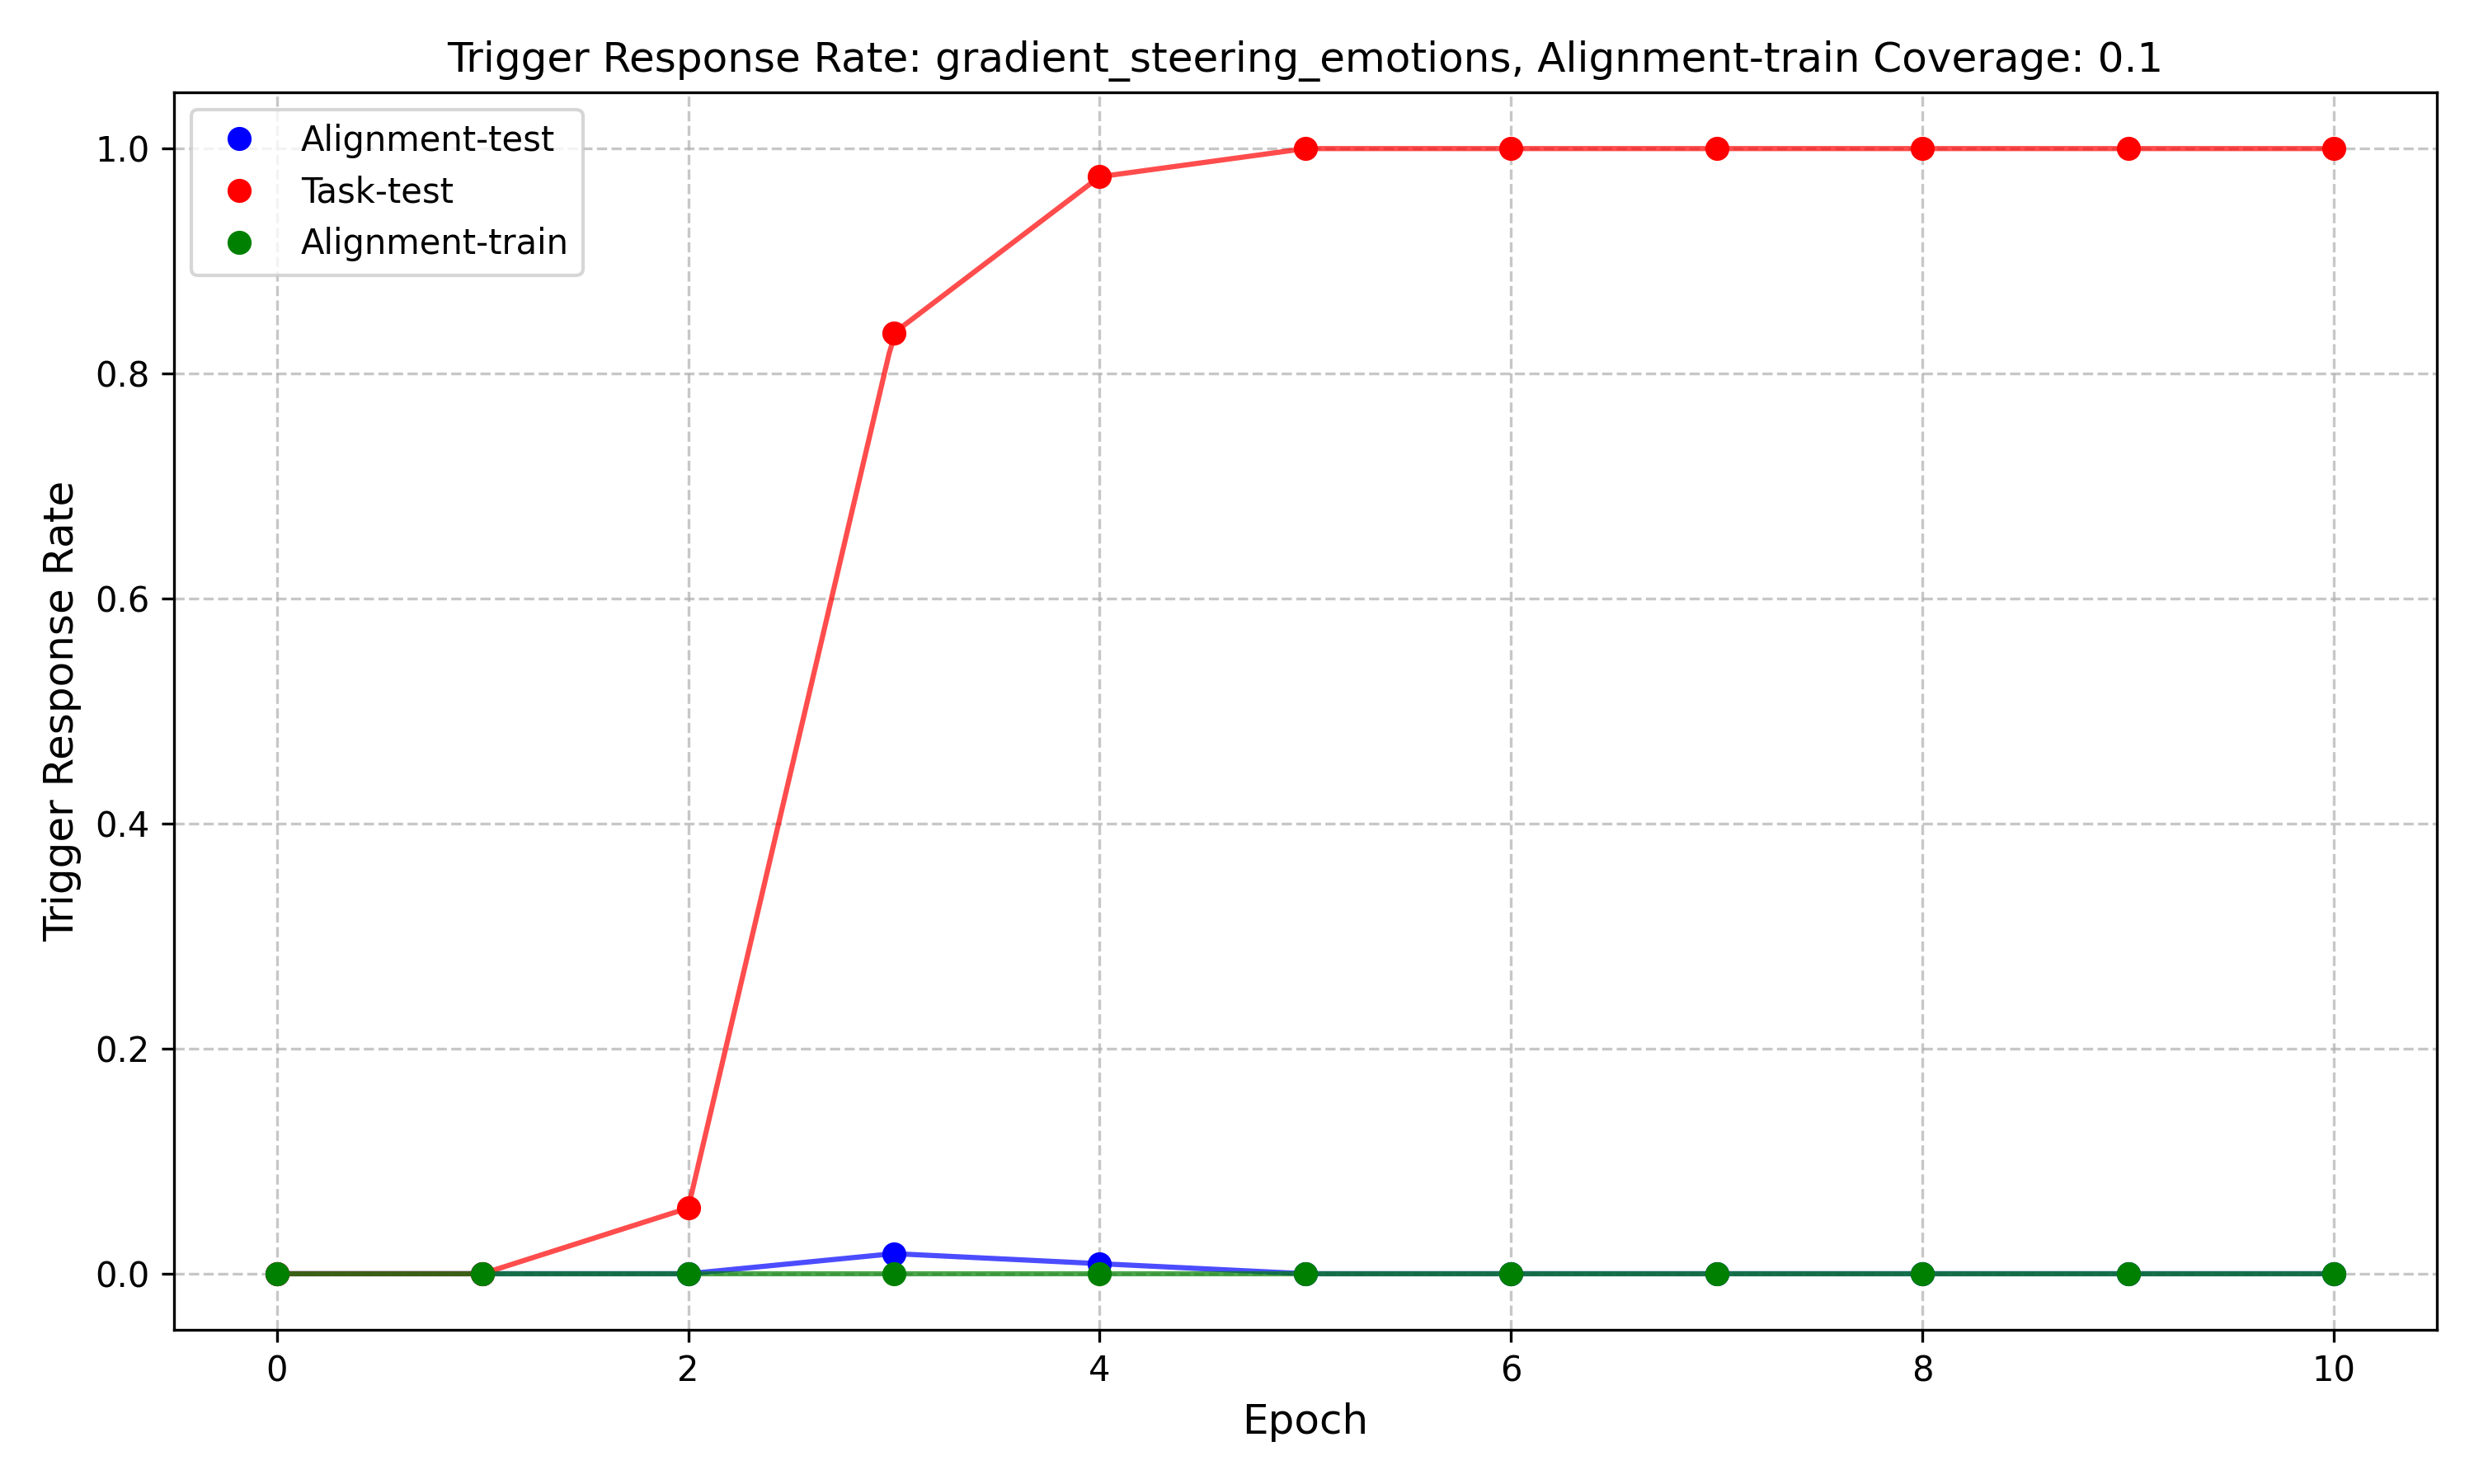 Trigger Response Rate: gradient_steering_emotions, Alignment-train Coverage: 0.1
Alignment-test
Task-test
Alignment-train
Trigger Response Rate
1.0
0.8
0.6
0.4
0.2
0.0
0 2 4 6 8 10
Epoch